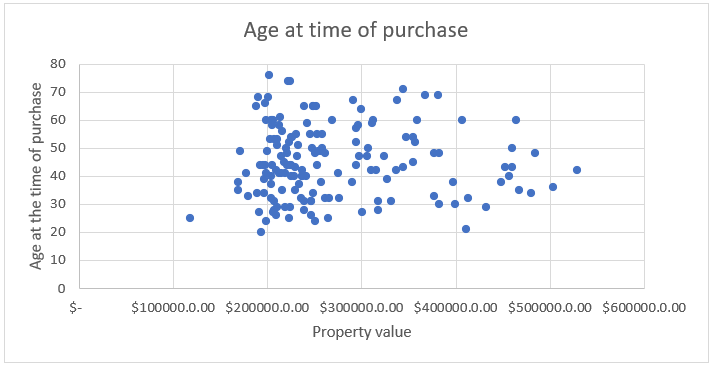 Age at time of purchase
Age at the time of purchase
80
70
60
50
40
30
20
10
0
$- $100000.0.00 $200000.0.00 $300000.0.00 $400000.0.00 $500000.0.00 $600000.0.00
Property value